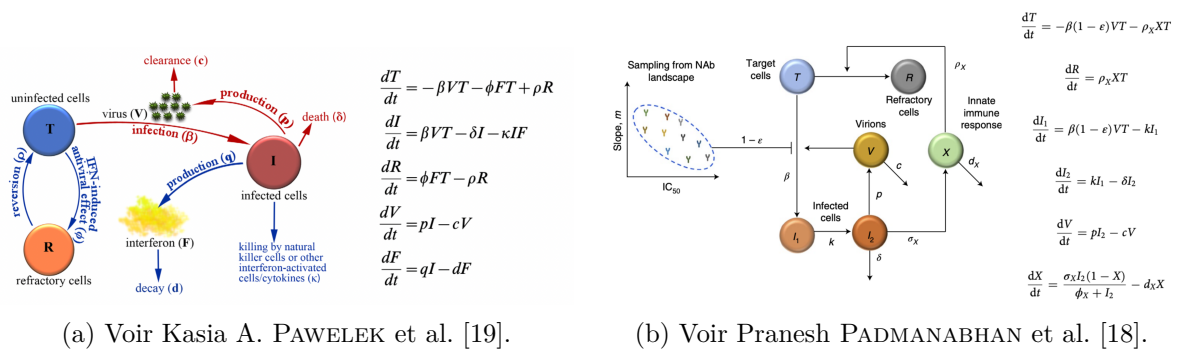 clearance (c)
uninfected cells
virus (V)
production (p)
death (δ)
T
infection (β)
I
reversion (ρ)
IFN-induced
antiviral effect (φ)
production (q)
infected cells
R
interferon (F)
refractory cells
killing by natural
killer cells or other
interferon-activated
cells/cytokines (κ)
decay (d)
dT/dt = −βVT − ϕFT + ρR
dI/dt = βVT − δI − κIF
dR/dt = ϕFT − ρR
dV/dt = pI − cV
dF/dt = qI − dF
(a) Voir Kasia A. PAWELEK et al. [19].
Sampling from NAb
landscape
Slope, m
IC50
1 − ε
Target
cells
T
R
Refractory
cells
ρX
Innate
immune
response
Virions
V
X
c
dX
β
p
Infected
cells
I1
k
I2
σX
δ
dT/dt = −β(1 − ε)VT − ρXXT
dR/dt = ρXXT
dI1/dt = β(1 − ε)VT − kI1
dI2/dt = kI1 − δI2
dV/dt = pI2 − cV
dX/dt = σXI2(1 − X)/ϕX + I2 − dXX
(b) Voir Pranesh PADMANABHAN et al. [18].